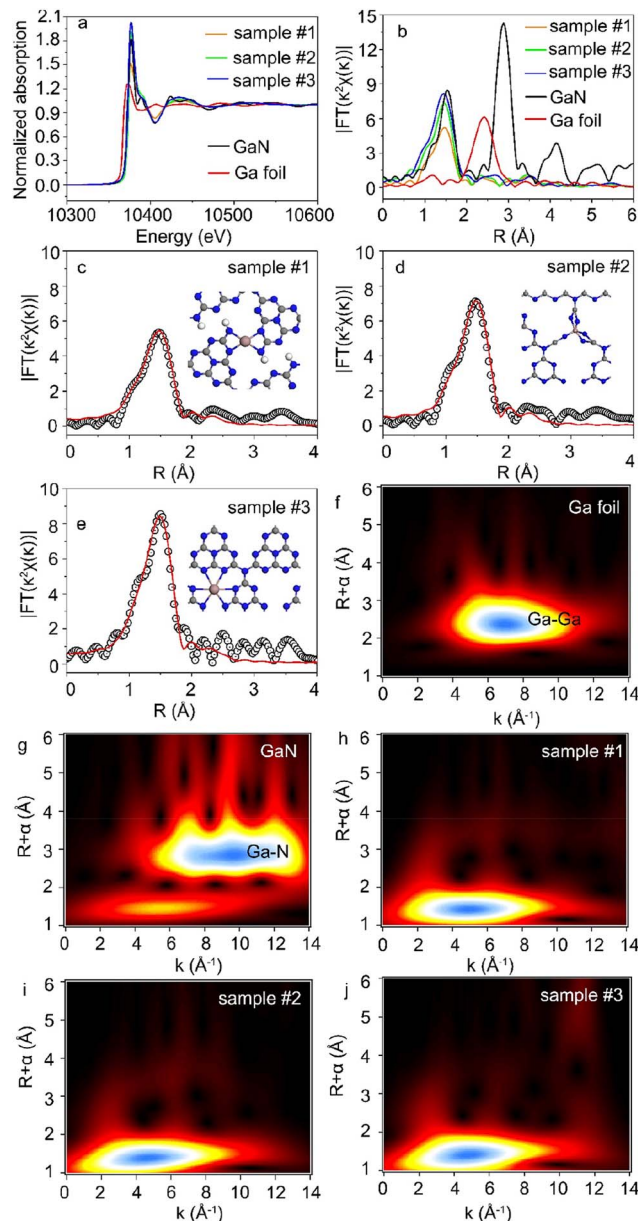 a
Normalized absorption
2.1
1.8
1.5
1.2
0.9
0.6
0.3
0.0
sample #1
sample #2
sample #3
GaN
Ga foil
10300 10400 10500 10600
Energy (eV)
b
|FT(κ²χ(κ))|
15
12
9
6
3
0
sample #1
sample #2
sample #3
GaN
Ga foil
0 1 2 3 4 5 6
R (Å)
c
sample #1
|FT(κ²χ(κ))|
10
8
6
4
2
0
0 1 2 3 4
R (Å)
d
sample #2
|FT(κ²χ(κ))|
10
8
6
4
2
0
0 1 2 3 4
R (Å)
e
sample #3
|FT(κ²χ(κ))|
10
8
6
4
2
0
0 1 2 3 4
R (Å)
f
Ga foil
R+α (Å)
6
5
4
3
2
1
Ga-Ga
0 2 4 6 8 10 12 14
k (Å⁻¹)
g
GaN
R+α (Å)
6
5
4
3
2
1
Ga-N
0 2 4 6 8 10 12 14
k (Å⁻¹)
h
sample #1
R+α (Å)
6
5
4
3
2
1
0 2 4 6 8 10 12 14
k (Å⁻¹)
i
sample #2
R+α (Å)
6
5
4
3
2
1
0 2 4 6 8 10 12 14
k (Å⁻¹)
j
sample #3
R+α (Å)
6
5
4
3
2
1
0 2 4 6 8 10 12 14
k (Å⁻¹)